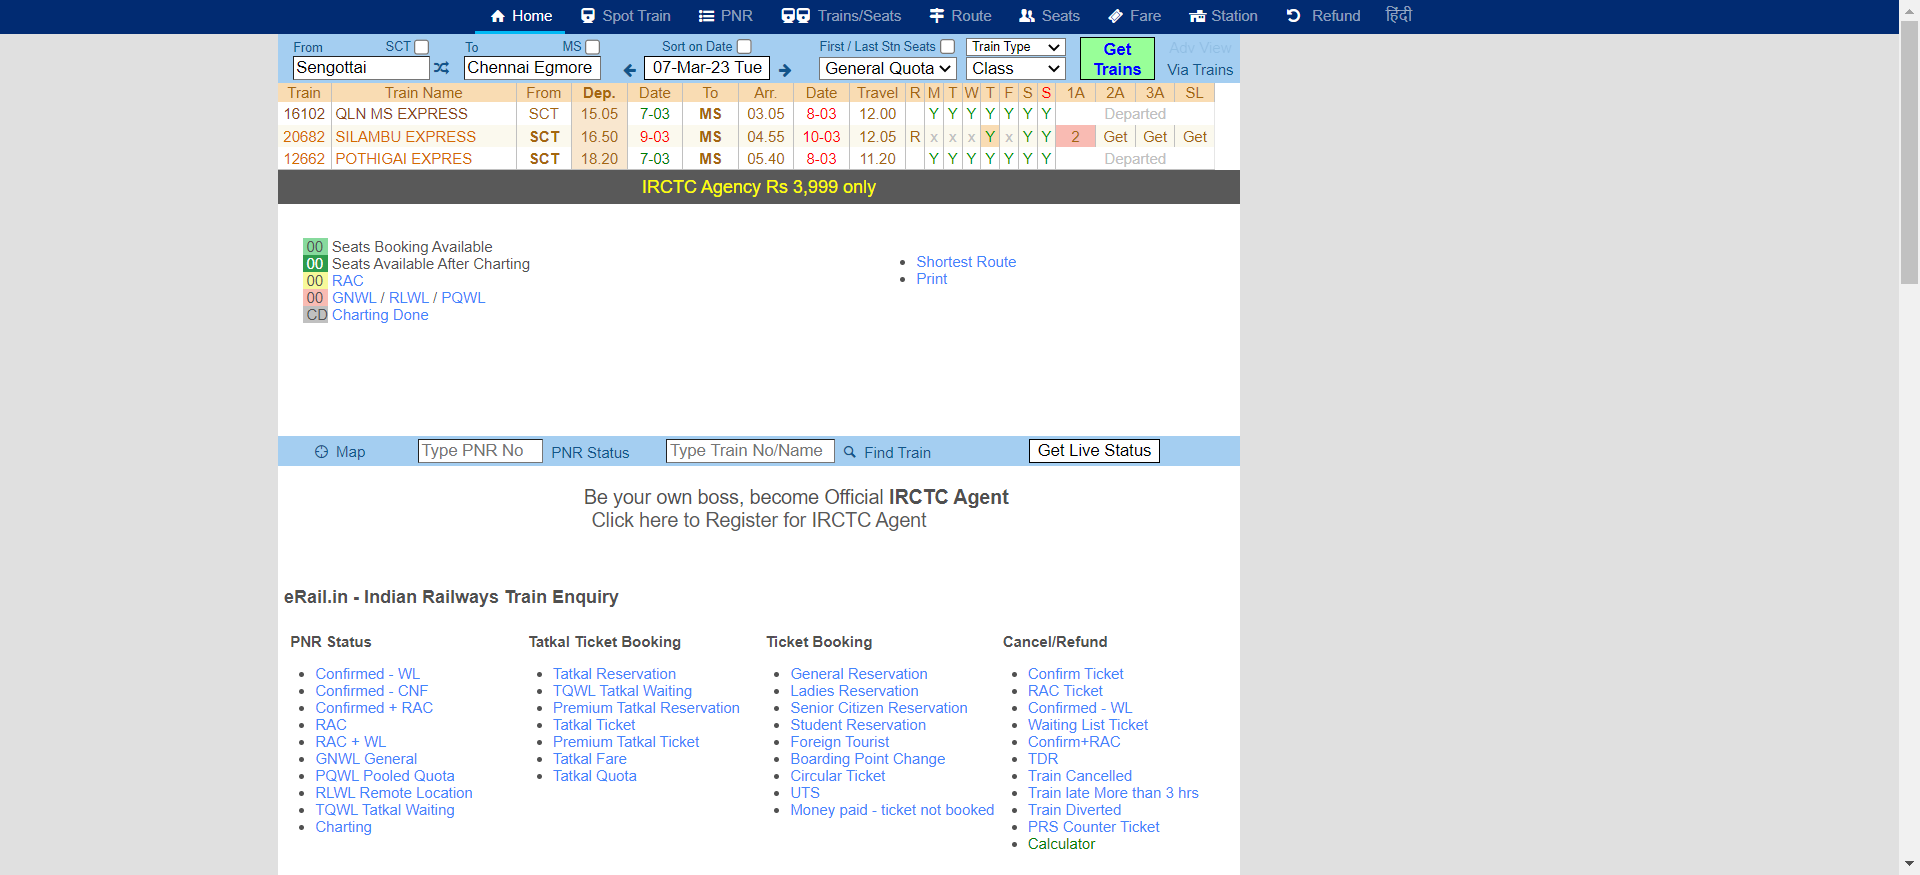 Home Spot Train PNR Trains/Seats Route Seats Fare Station Refund हिंदी
From SCT To MS Sort on Date First / Last Stn Seats Train Type Get Trains Adv View
Sengottai Chennai Egmore 07-Mar-23 Tue General Quota Class Via Trains
Train Train Name From Dep. Date To Arr. Date Travel R M T W T F S S 1A 2A 3A SL
16102 QLN MS EXPRESS SCT 15.05 7-03 MS 03.05 8-03 12.00 Y Y Y Y Y Y Y Departed
20682 SILAMBU EXPRESS SCT 16.50 9-03 MS 04.55 10-03 12.05 R x x x Y x Y Y 2 Get Get Get
12662 POTHIGAI EXPRES SCT 18.20 7-03 MS 05.40 8-03 11.20 Y Y Y Y Y Y Y Departed
IRCTC Agency Rs 3,999 only
00 Seats Booking Available
00 Seats Available After Charting
00 RAC
00 GNWL / RLWL / PQWL
CD Charting Done
Shortest Route
Print
Map Type PNR No PNR Status Type Train No/Name Find Train Get Live Status
Be your own boss, become Official IRCTC Agent
Click here to Register for IRCTC Agent
eRail.in - Indian Railways Train Enquiry
PNR Status
Confirmed - WL
Confirmed - CNF
Confirmed + RAC
RAC
RAC + WL
GNWL General
PQWL Pooled Quota
RLWL Remote Location
TQWL Tatkal Waiting
Charting
Tatkal Ticket Booking
Tatkal Reservation
TQWL Tatkal Waiting
Premium Tatkal Reservation
Tatkal Ticket
Premium Tatkal Ticket
Tatkal Fare
Tatkal Quota
Ticket Booking
General Reservation
Ladies Reservation
Senior Citizen Reservation
Student Reservation
Foreign Tourist
Boarding Point Change
Circular Ticket
UTS
Money paid - ticket not booked
Cancel/Refund
Confirm Ticket
RAC Ticket
Confirmed - WL
Waiting List Ticket
Confirm+RAC
TDR
Train Cancelled
Train late More than 3 hrs
Train Diverted
PRS Counter Ticket
Calculator